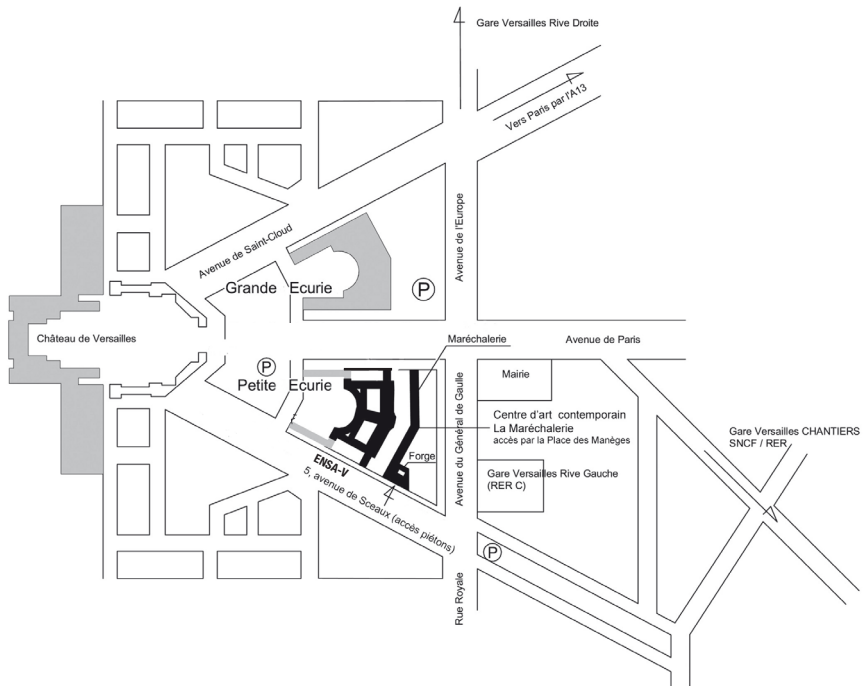 Gare Versailles Rive Droite
Vers Paris par l'A13
Avenue de l'Europe
Avenue de Saint-Cloud
Grande Ecurie
P
Château de Versailles
Maréchalerie
Avenue de Paris
P
Petite Ecurie
Mairie
Avenue du Général de Gaulle
Centre d'art contemporain
La Maréchalerie
accès par la Place des Manèges
Gare Versailles CHANTIERS
SNCF / RER
Forge
ENSA-V
5, avenue de Sceaux (accès piétons)
Gare Versailles Rive Gauche
(RER C)
P
Rue Royale